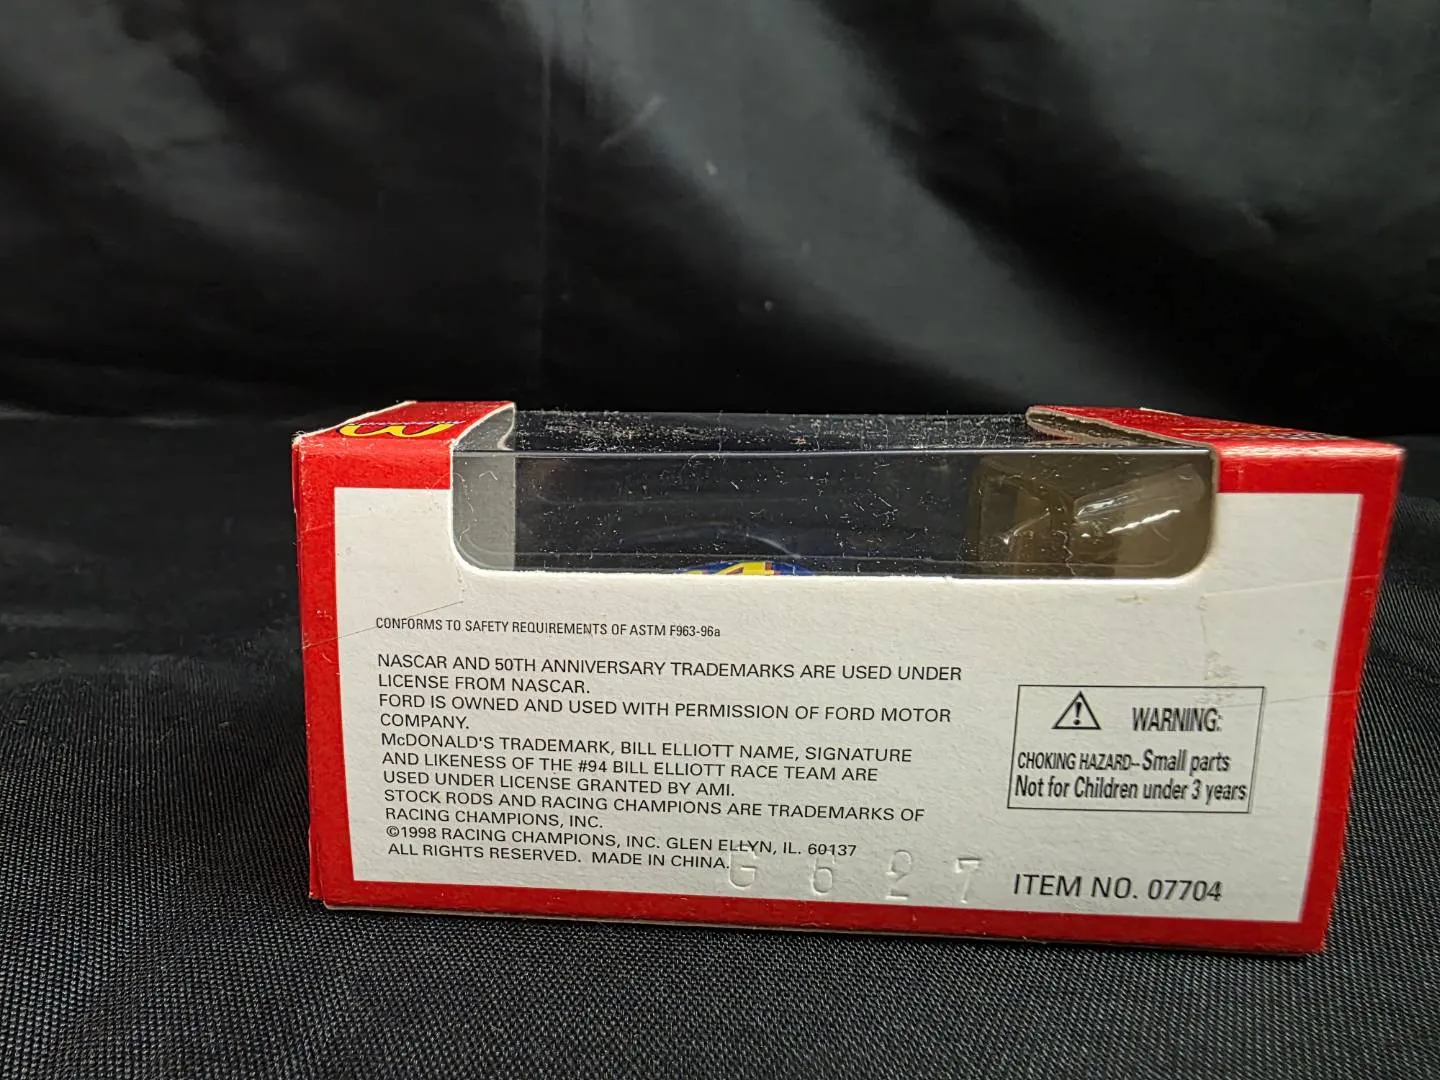 CONFORMS TO SAFETY REQUIREMENTS OF ASTM F963-96a
NASCAR AND 50TH ANNIVERSARY TRADEMARKS ARE USED UNDER
LICENSE FROM NASCAR.
FORD IS OWNED AND USED WITH PERMISSION OF FORD MOTOR
COMPANY.
McDONALD'S TRADEMARK, BILL ELLIOTT NAME, SIGNATURE
AND LIKENESS OF THE #94 BILL ELLIOTT RACE TEAM ARE
USED UNDER LICENSE GRANTED BY AMI.
STOCK RODS AND RACING CHAMPIONS ARE TRADEMARKS OF
RACING CHAMPIONS, INC.
©1998 RACING CHAMPIONS, INC. GLEN ELLYN, IL. 60137
ALL RIGHTS RESERVED. MADE IN CHINA.
WARNING:
CHOKING HAZARD-Small parts
Not for Children under 3 years
ITEM NO. 07704